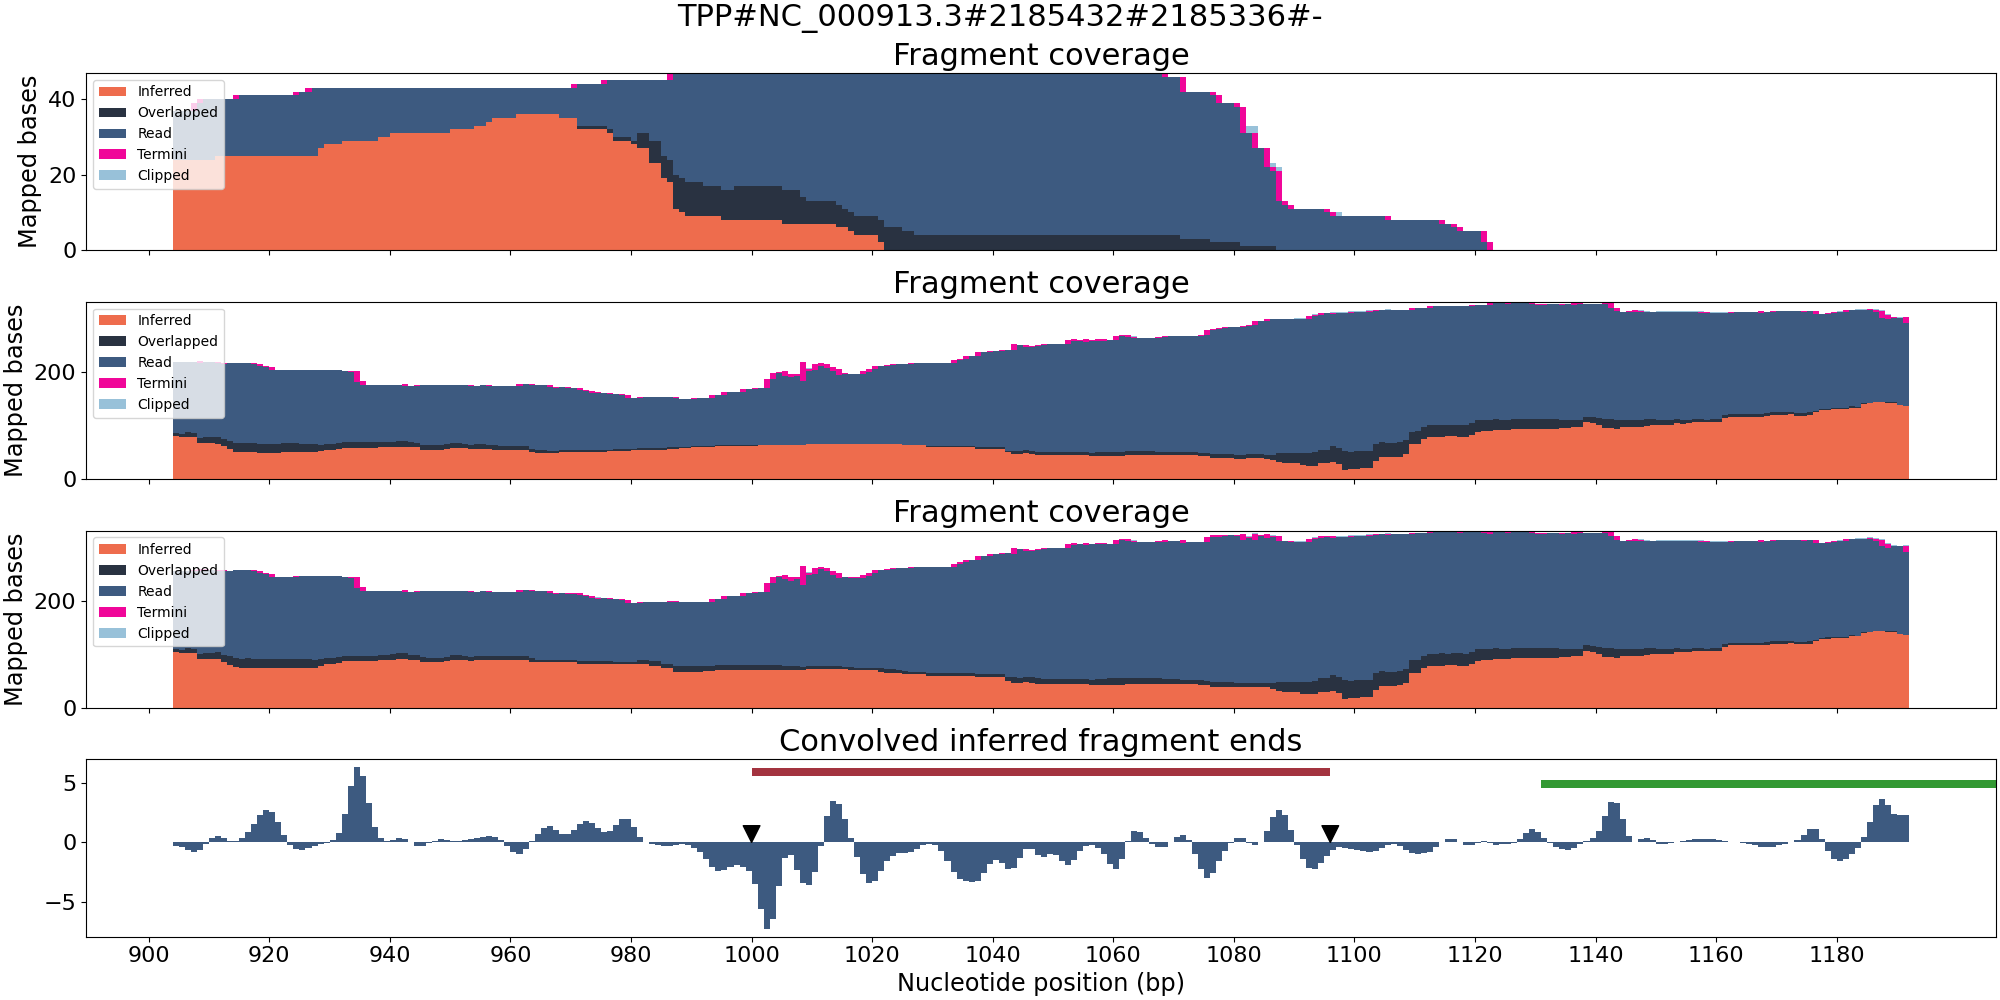 TPP#NC_000913.3#2185432#2185336#-
Fragment coverage
Mapped bases
40
20
0
Inferred
Overlapped
Read
Termini
Clipped
Fragment coverage
Mapped bases
200
0
Inferred
Overlapped
Read
Termini
Clipped
Fragment coverage
Mapped bases
200
0
Inferred
Overlapped
Read
Termini
Clipped
Convolved inferred fragment ends
5
0
−5
900 920 940 960 980 1000 1020 1040 1060 1080 1100 1120 1140 1160 1180
Nucleotide position (bp)